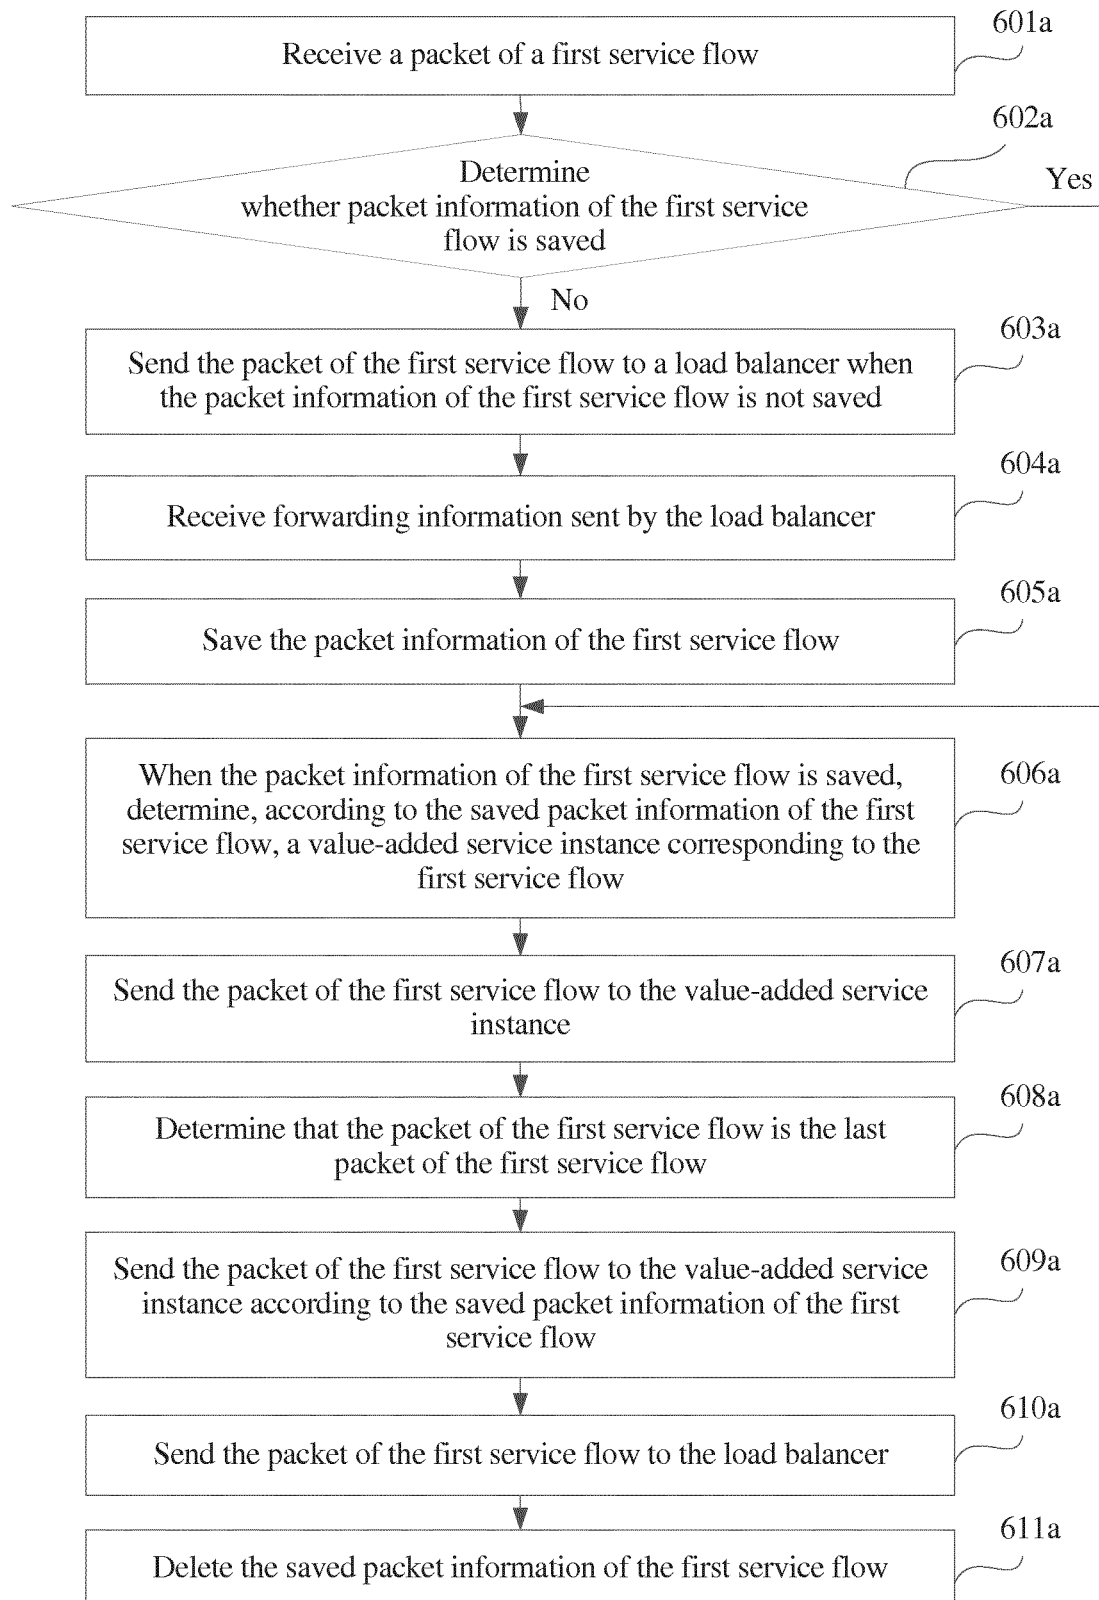 601a
Receive a packet of a first service flow
602a
Determine
whether packet information of the first service
flow is saved
Yes
No
603a
Send the packet of the first service flow to a load balancer when
the packet information of the first service flow is not saved
604a
Receive forwarding information sent by the load balancer
605a
Save the packet information of the first service flow
606a
When the packet information of the first service flow is saved,
determine, according to the saved packet information of the first
service flow, a value-added service instance corresponding to the
first service flow
607a
Send the packet of the first service flow to the value-added service
instance
608a
Determine that the packet of the first service flow is the last
packet of the first service flow
609a
Send the packet of the first service flow to the value-added service
instance according to the saved packet information of the first
service flow
610a
Send the packet of the first service flow to the load balancer
611a
Delete the saved packet information of the first service flow